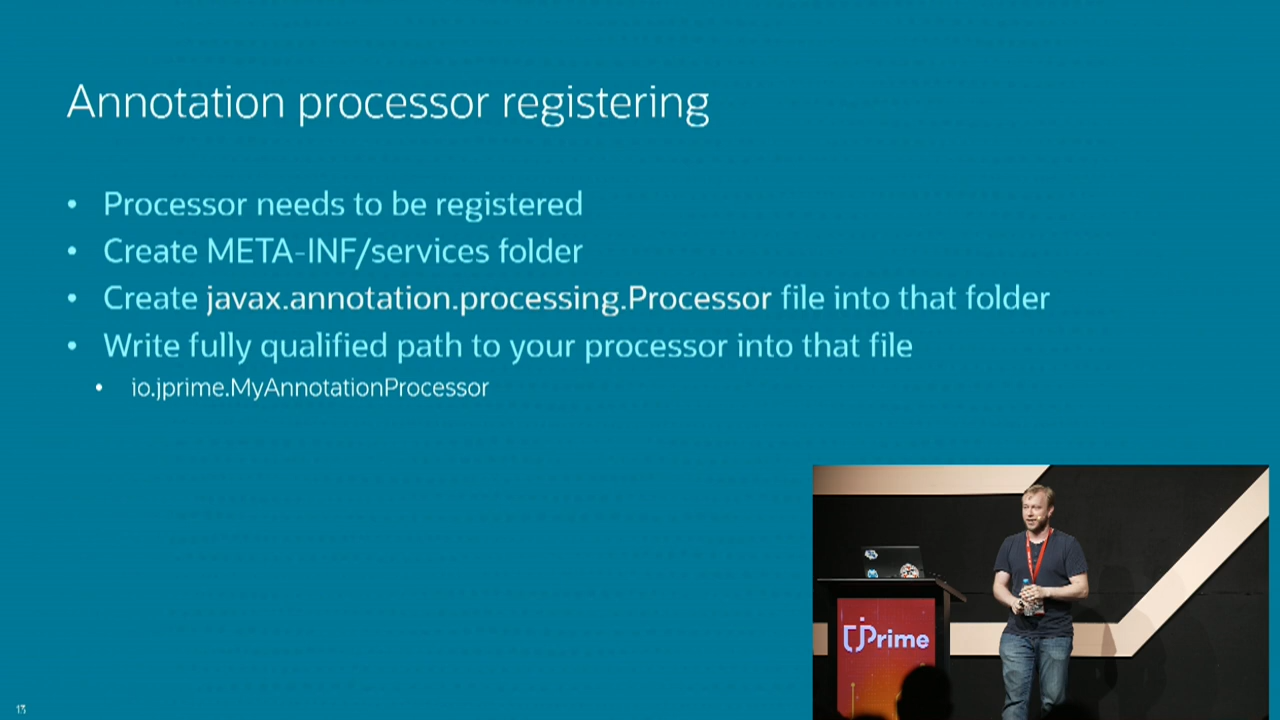 Annotation processor registering
• Processor needs to be registered
• Create META-INF/services folder
• Create javax.annotation.processing.Processor file into that folder
• Write fully qualified path to your processor into that file
• io.jprime.MyAnnotationProcessor
jPrime
13